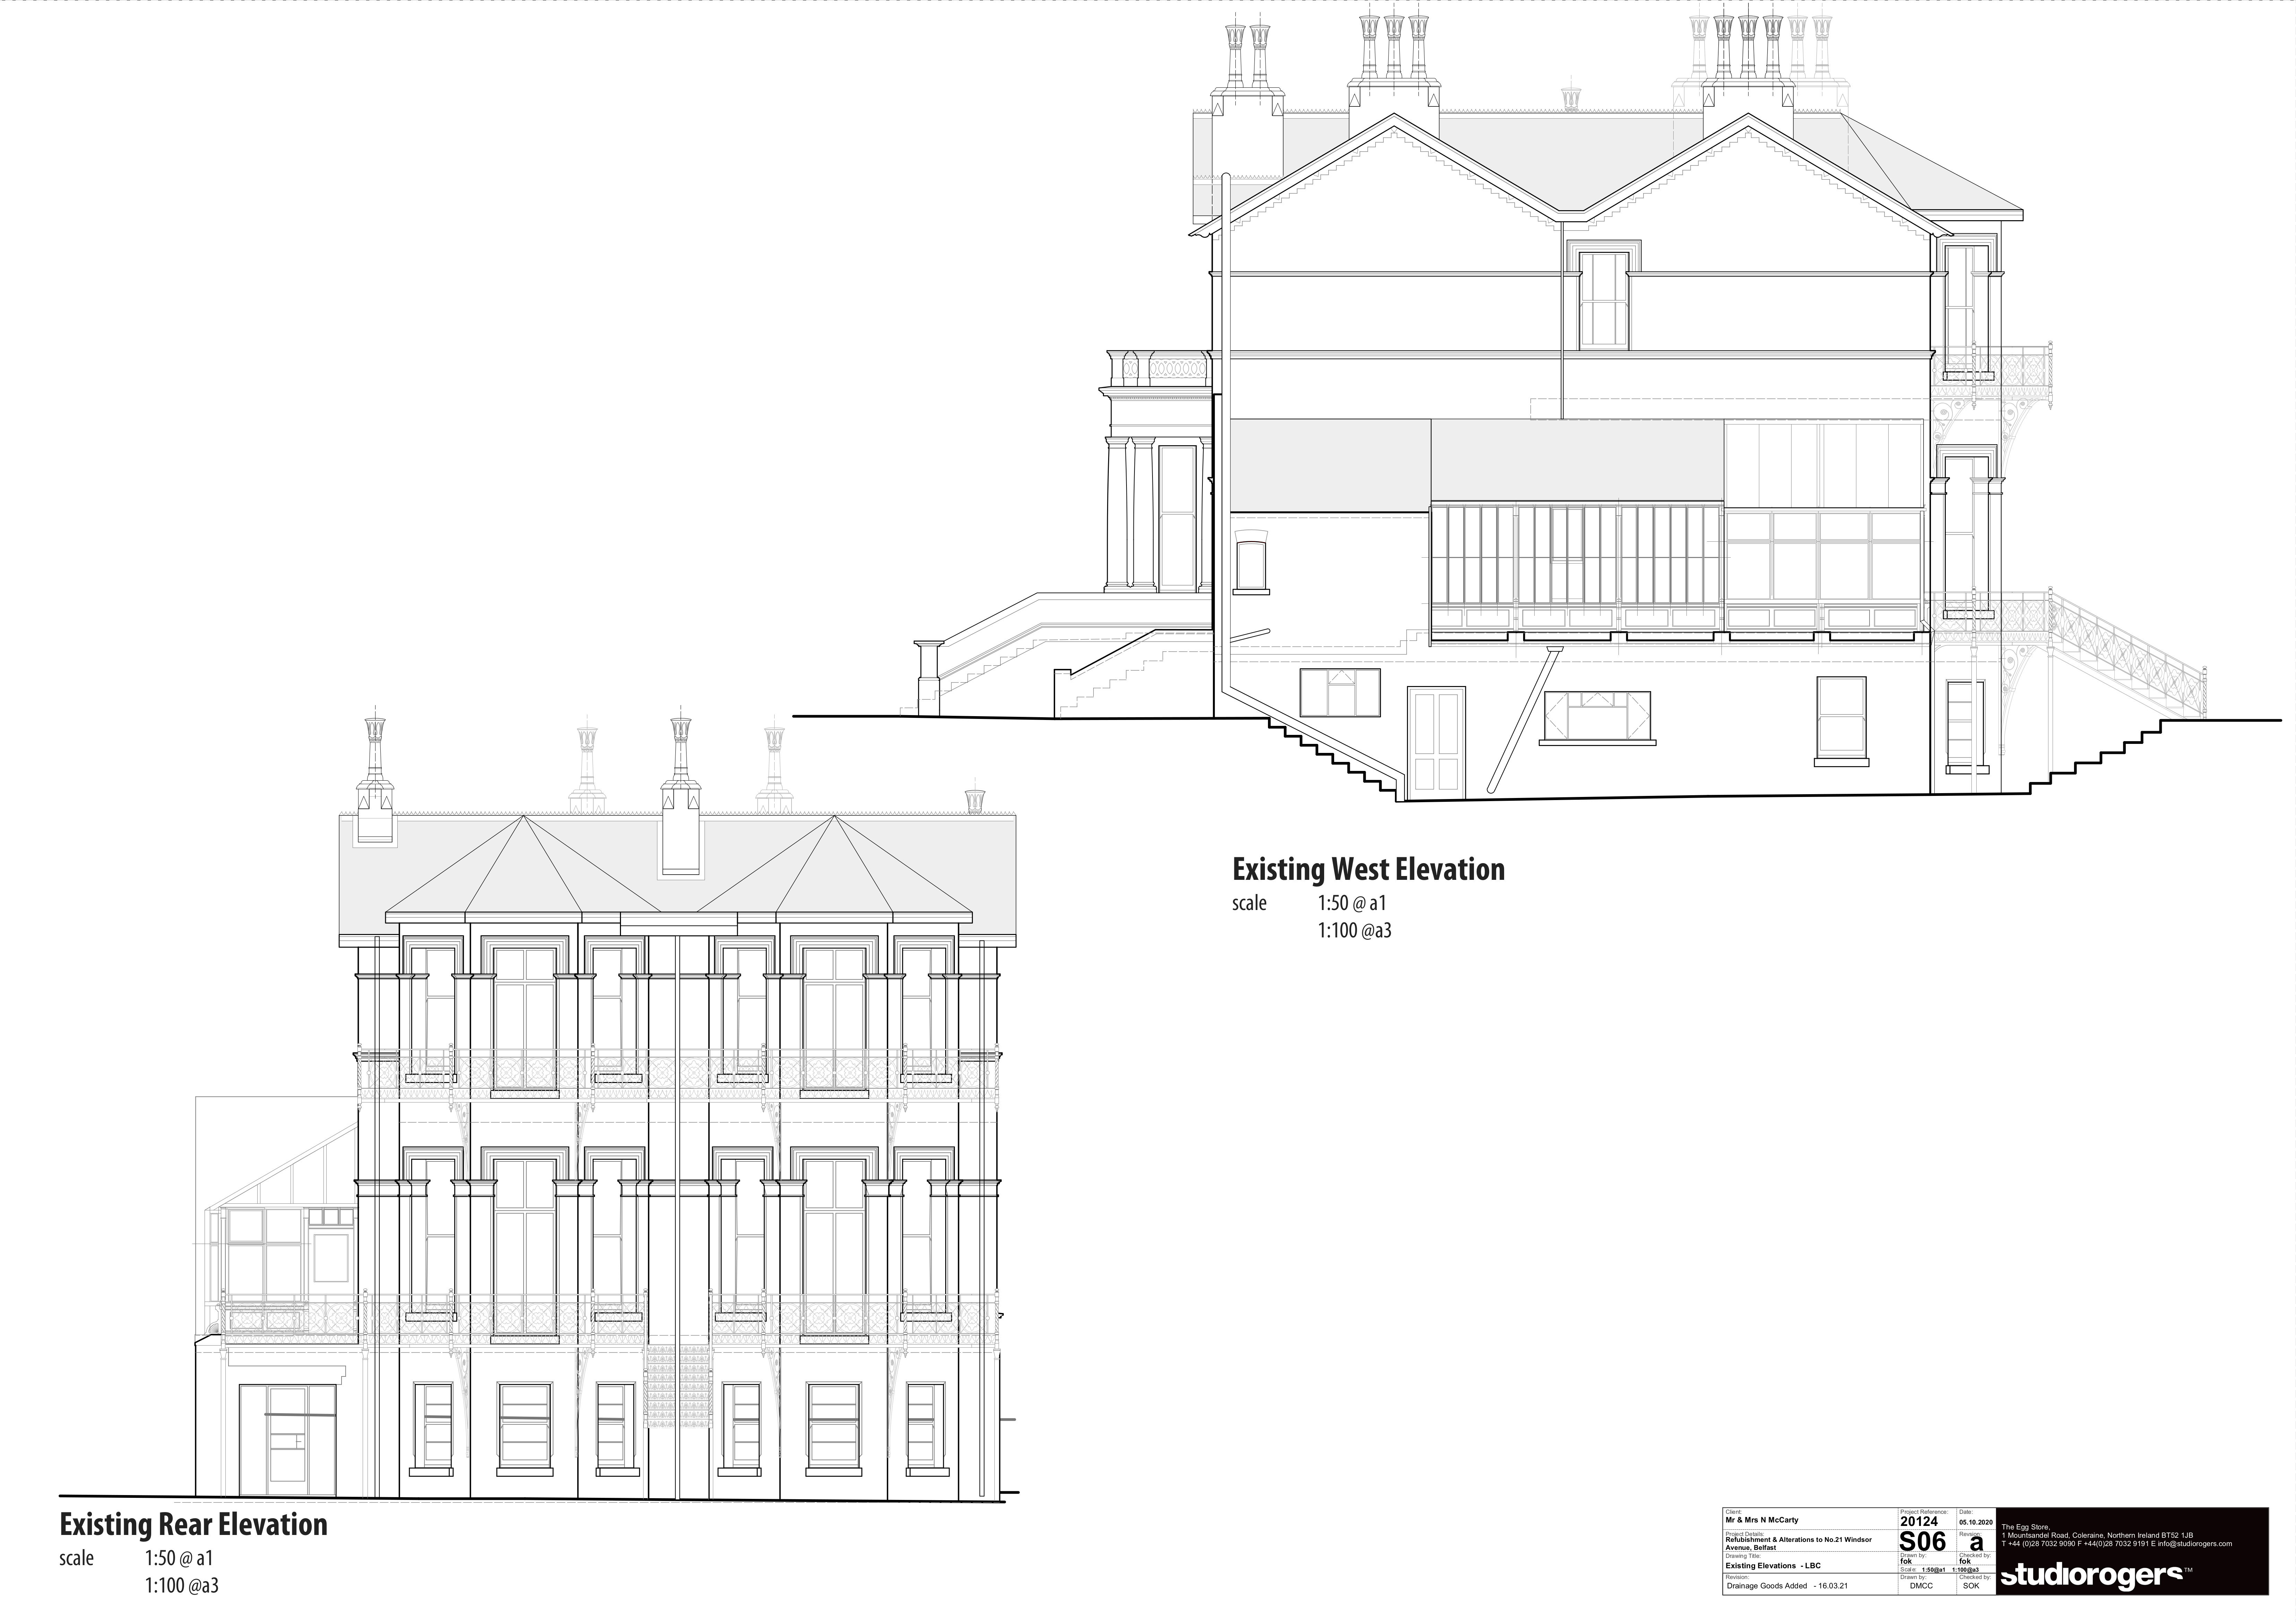 Existing West Elevation
scale 1:50 @ a1
1:100 @a3
Existing Rear Elevation
scale 1:50 @ a1
1:100 @a3
Client:
Mr & Mrs N McCarty
Project Details:
Refubishment & Alterations to No.21 Windsor
Avenue, Belfast
Drawing Title:
Existing Elevations - LBC
Revision:
Drainage Goods Added - 16.03.21
Project Reference:
20124
Date:
05.10.2020
S06
Revision:
a
Drawn by:
fok
Checked by:
fok
Scale: 1:50@a1 1:100@a3
Drawn by:
DMCC
Checked by:
SOK
The Egg Store,
1 Mountsandel Road, Coleraine, Northern Ireland BT52 1JB
T +44 (0)28 7032 9090 F +44(0)28 7032 9191 E info@studiorogers.com
studiorogers™